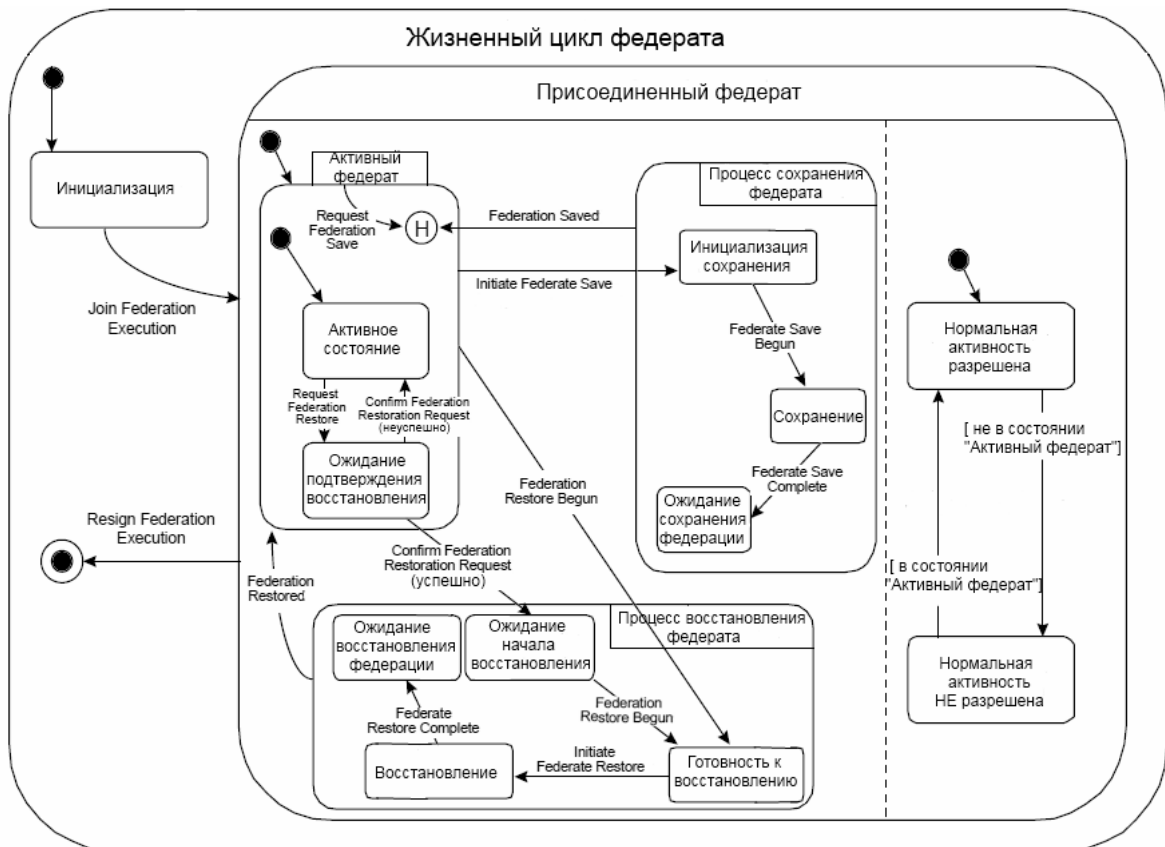 Жизненный цикл федерата
Присоединенный федерат
Инициализация
Join Federation
Execution
Resign Federation
Execution
Активный
федерат
Request
Federation
Save
H
Активное
состояние
Request
Federation
Restore
Confirm Federation
Restoration Request
(неуспешно)
Ожидание
подтверждения
восстановления
Federation Saved
Initiate Federate Save
Процесс сохранения
федерата
Инициализация
сохранения
Federate Save
Begun
Сохранение
Federate Save
Complete
Ожидание
сохранения
федерации
Federation
Restore Begun
Confirm Federation
Restoration Request
(успешно)
Federation
Restored
Процесс восстановления
федерата
Ожидание
восстановления
федерации
Ожидание
начала
восстановления
Federation
Restore Begun
Federate
Restore Complete
Восстановление
Initiate
Federate Restore
Готовность к
восстановлению
Нормальная
активность
разрешена
[ не в состоянии
"Активный федерат"]
[ в состоянии
"Активный федерат"]
Нормальная
активность
НЕ разрешена